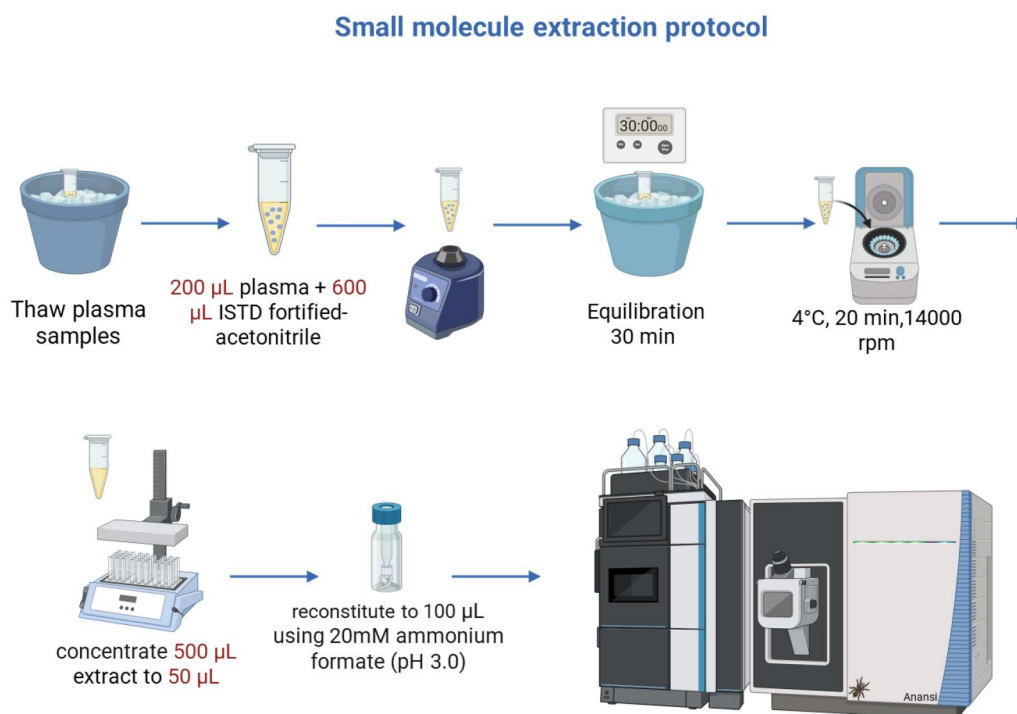 Small molecule extraction protocol
30:00 00
Thaw plasma
samples
200 µL plasma + 600
µL ISTD fortified-
acetonitrile
Equilibration
30 min
4°C, 20 min,14000
rpm
concentrate 500 µL
extract to 50 µL
reconstitute to 100 µL
using 20mM ammonium
formate (pH 3.0)
Anansi